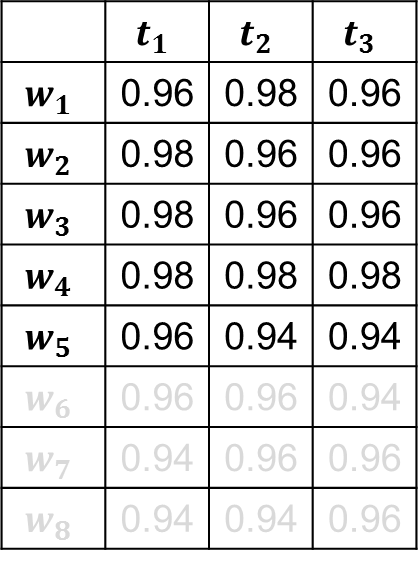 t₁ t₂ t₃
w₁ 0.96 0.98 0.96
w₂ 0.98 0.96 0.96
w₃ 0.98 0.96 0.96
w₄ 0.98 0.98 0.98
w₅ 0.96 0.94 0.94
w₆ 0.96 0.96 0.94
w₇ 0.94 0.96 0.96
w₈ 0.94 0.94 0.96